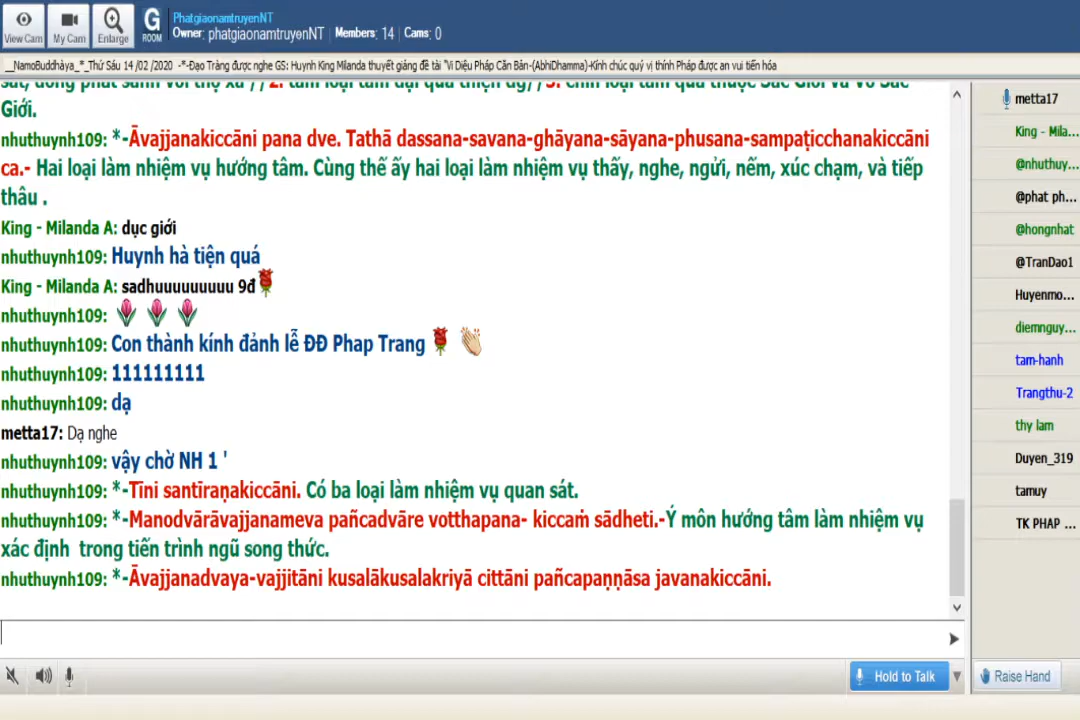 View Cam
My Cam
Enlarge
G
ROOM
PhatgiaonamtruyenNT
Owner: phatgiaonamtruyenNT | Members: 14 | Cams: 0
__NamoBuddhàya_*_Thứ Sáu 14 /02 /2020 -*-Đạo Tràng được nghe GS: Huynh King Milanda thuyết giảng đề tài "Vi Diệu Pháp Căn Bản-(AbhiDhamma)-Kính chúc quý vị thính Pháp được an vui tiến hóa
Giới.
nhuthuynh109: *-Āvajjanakiccāni pana dve. Tathā dassana-savana-ghāyana-sāyana-phusana-sampaṭicchanakiccāni
ca.- Hai loại làm nhiệm vụ hướng tâm. Cùng thế ấy hai loại làm nhiệm vụ thấy, nghe, ngửi, nếm, xúc chạm, và tiếp
thâu .
King - Milanda A: dục giới
nhuthuynh109: Huynh hà tiện quá
King - Milanda A: sadhuuuuuuuuu 9đ
nhuthuynh109:
nhuthuynh109: Con thành kính đảnh lễ ĐĐ Phap Trang
nhuthuynh109: 111111111
nhuthuynh109: dạ
metta17: Dạ nghe
nhuthuynh109: vậy chờ NH 1 '
nhuthuynh109: *-Tīni santīraṇakiccāni. Có ba loại làm nhiệm vụ quan sát.
nhuthuynh109: *-Manodvārāvajjanameva pañcadvāre votthapana- kiccaṁ sādheti.-Ý môn hướng tâm làm nhiệm vụ
xác định trong tiến trình ngũ song thức.
nhuthuynh109: *-Āvajjanadvaya-vajjitāni kusalākusalakriyā cittāni pañcapaṇṇāsa javanakiccāni.
Hold to Talk
metta17
King - Mila...
@nhuthuy...
@phat ph...
@hongnhat
@TranDao1
Huyenmo...
diemnguy...
tam-hanh
Trangthu-2
thy lam
Duyen_319
tamuy
TK PHAP ...
Raise Hand